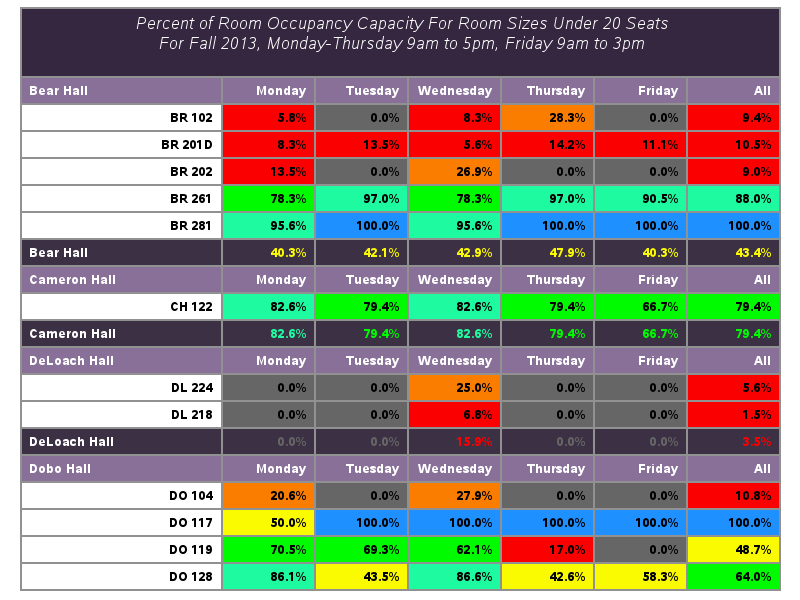 Percent of Room Occupancy Capacity For Room Sizes Under 20 Seats
For Fall 2013, Monday-Thursday 9am to 5pm, Friday 9am to 3pm
Bear Hall Monday Tuesday Wednesday Thursday Friday All
BR 102 5.8% 0.0% 8.3% 28.3% 0.0% 9.4%
BR 201D 8.3% 13.5% 5.6% 14.2% 11.1% 10.5%
BR 202 13.5% 0.0% 26.9% 0.0% 0.0% 9.0%
BR 261 78.3% 97.0% 78.3% 97.0% 90.5% 88.0%
BR 281 95.6% 100.0% 95.6% 100.0% 100.0% 100.0%
Bear Hall 40.3% 42.1% 42.9% 47.9% 40.3% 43.4%
Cameron Hall Monday Tuesday Wednesday Thursday Friday All
CH 122 82.6% 79.4% 82.6% 79.4% 66.7% 79.4%
Cameron Hall 82.6% 79.4% 82.6% 79.4% 66.7% 79.4%
DeLoach Hall Monday Tuesday Wednesday Thursday Friday All
DL 224 0.0% 0.0% 25.0% 0.0% 0.0% 5.6%
DL 218 0.0% 0.0% 6.8% 0.0% 0.0% 1.5%
DeLoach Hall 0.0% 0.0% 15.9% 0.0% 0.0% 3.5%
Dobo Hall Monday Tuesday Wednesday Thursday Friday All
DO 104 20.6% 0.0% 27.9% 0.0% 0.0% 10.8%
DO 117 50.0% 100.0% 100.0% 100.0% 100.0% 100.0%
DO 119 70.5% 69.3% 62.1% 17.0% 0.0% 48.7%
DO 128 86.1% 43.5% 86.6% 42.6% 58.3% 64.0%